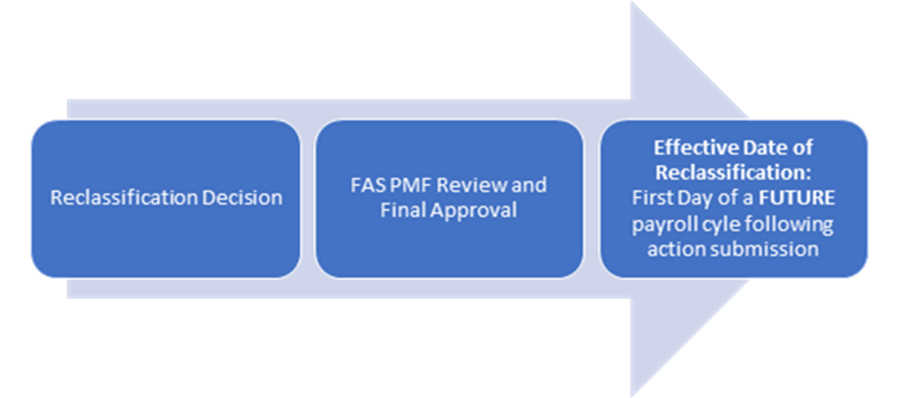 Reclassification Decision
FAS PMF Review and
Final Approval
Effective Date of
Reclassification:
First Day of a FUTURE
payroll cyle following
action submission